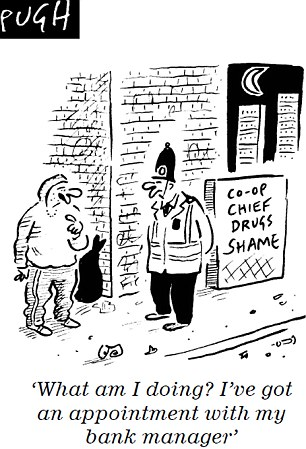 PUGH
CO-OP
CHIEF
DRUGS
SHAME
‘What am I doing? I’ve got
an appointment with my
bank manager’